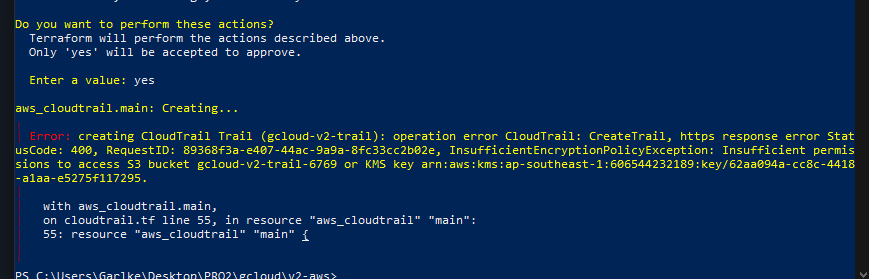 Do you want to perform these actions?
Terraform will perform the actions described above.
Only 'yes' will be accepted to approve.
Enter a value: yes
aws_cloudtrail.main: Creating...
Error: creating CloudTrail Trail (gcloud-v2-trail): operation error CloudTrail: CreateTrail, https response error Stat
usCode: 400, RequestID: 89368f3a-e407-44ac-9a9a-8fc33cc2b02e, InsufficientEncryptionPolicyException: Insufficient permis
sions to access S3 bucket gcloud-v2-trail-6769 or KMS key arn:aws:kms:ap-southeast-1:606544232189:key/62aa094a-cc8c-4418
-a1aa-e5275f117295.
with aws_cloudtrail.main,
on cloudtrail.tf line 55, in resource "aws_cloudtrail" "main":
55: resource "aws_cloudtrail" "main" {
PS C:\Users\Garlke\Desktop\PRO2\gcloud\v2-aws>